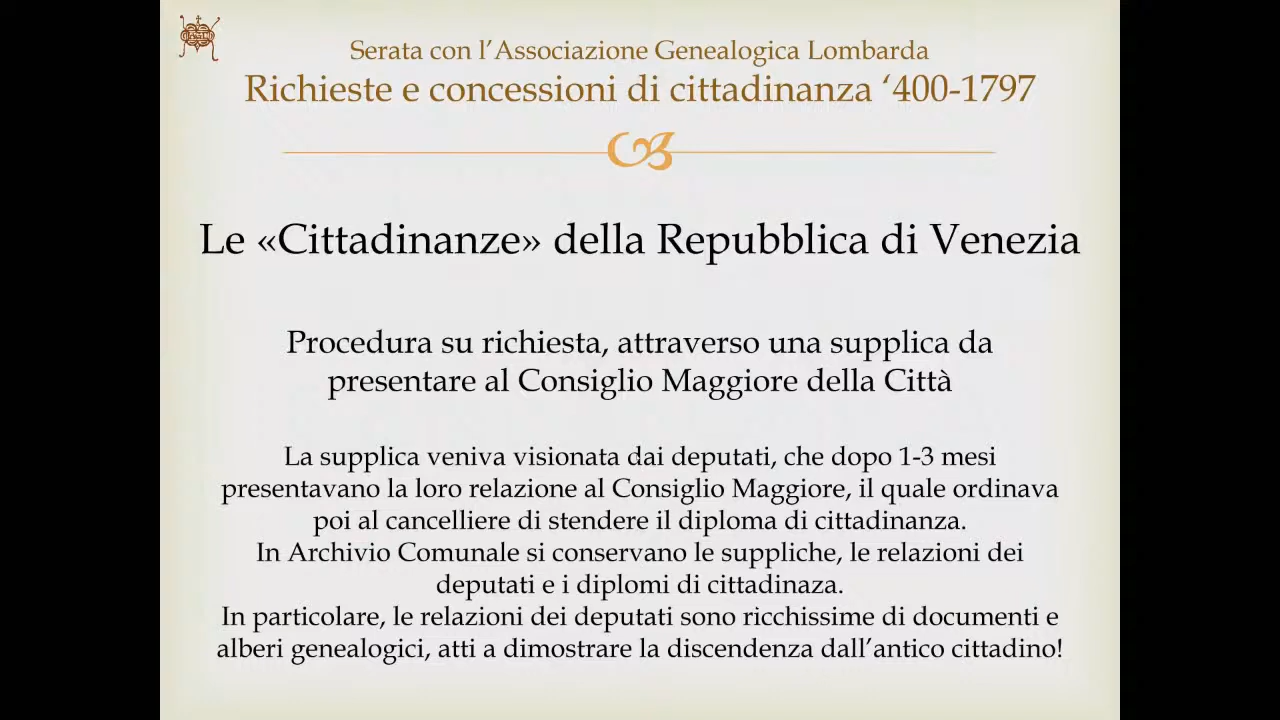 Serata con l’Associazione Genealogica Lombarda
Richieste e concessioni di cittadinanza ‘400-1797
Le «Cittadinanze» della Repubblica di Venezia
Procedura su richiesta, attraverso una supplica da
presentare al Consiglio Maggiore della Città
La supplica veniva visionata dai deputati, che dopo 1-3 mesi
presentavano la loro relazione al Consiglio Maggiore, il quale ordinava
poi al cancelliere di stendere il diploma di cittadinanza.
In Archivio Comunale si conservano le suppliche, le relazioni dei
deputati e i diplomi di cittadinaza.
In particolare, le relazioni dei deputati sono ricchissime di documenti e
alberi genealogici, atti a dimostrare la discendenza dall’antico cittadino!